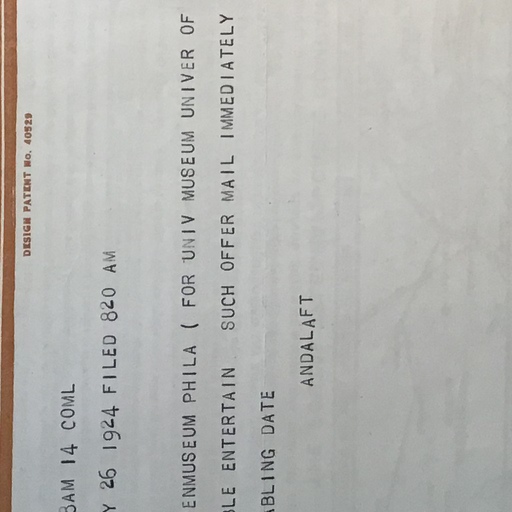 DESIGN PATENT No. 40529
8AM 14 COML
Y 26 1924 FILED 820 AM
ENMUSEUM PHILA ( FOR UNIV MUSEUM UNIVER OF
BLE ENTERTAIN SUCH OFFER MAIL IMMEDIATELY
ABLING DATE
ANDALAFT